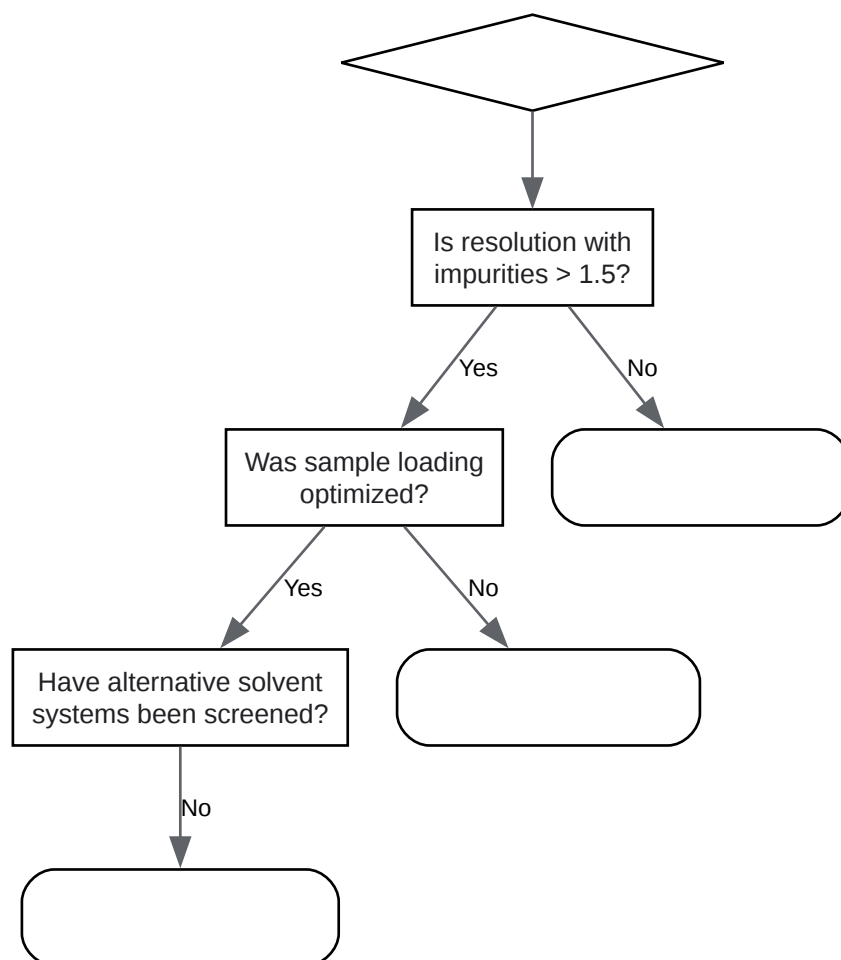 Is resolution with
impurities > 1.5?
Yes
No
Was sample loading
optimized?
Yes
No
Have alternative solvent
systems been screened?
No